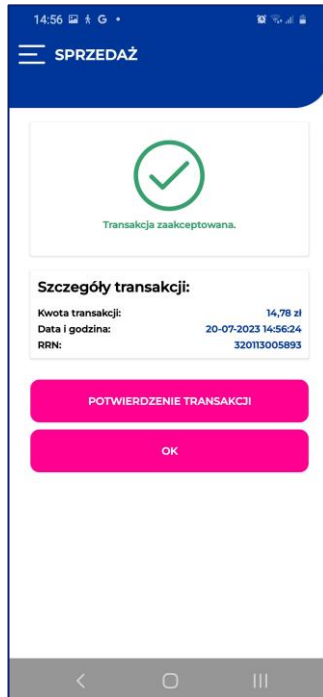 14:56 G
SPRZEDAŻ
Transakcja zaakceptowana.
Szczegóły transakcji:
Kwota transakcji: 14,78 zł
Data i godzina: 20-07-2023 14:56:24
RRN: 320113005893
POTWIERDZENIE TRANSAKCJI
OK